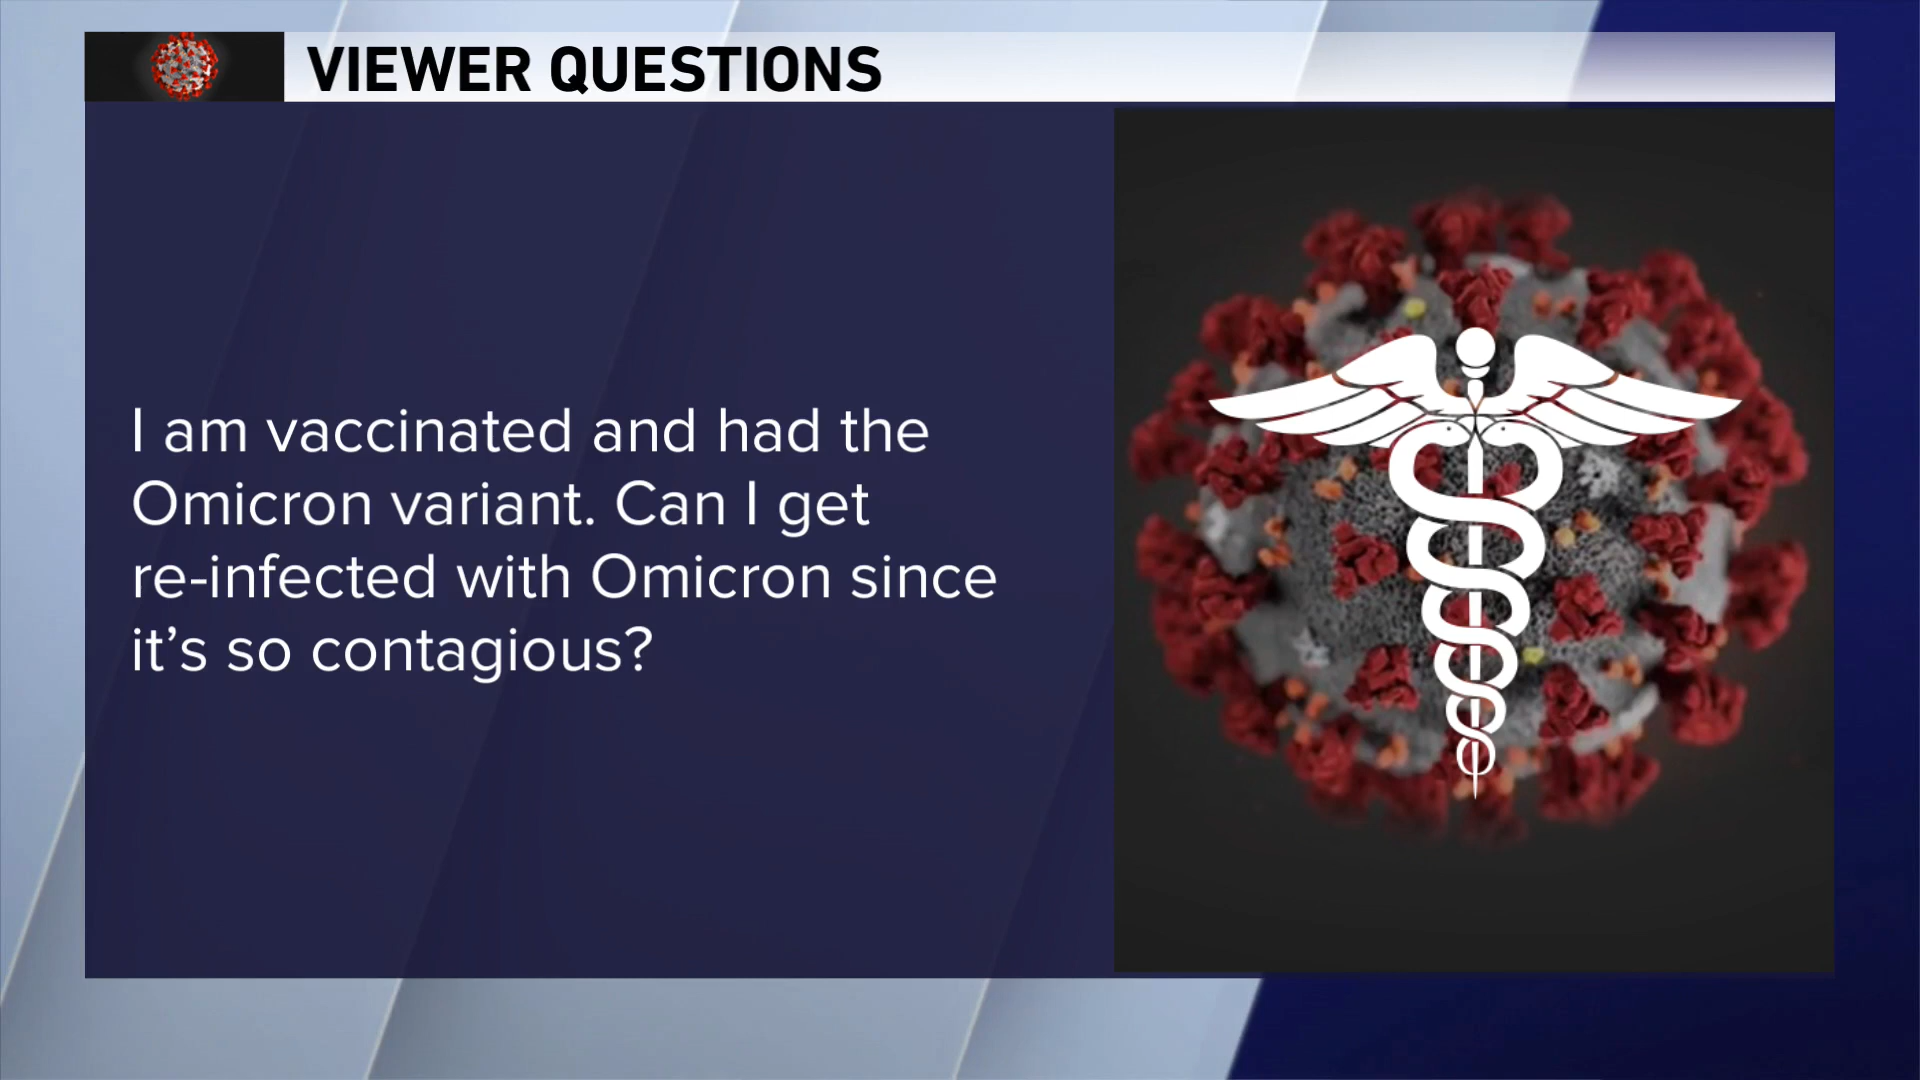 VIEWER QUESTIONS
I am vaccinated and had the
Omicron variant. Can I get
re-infected with Omicron since
it’s so contagious?